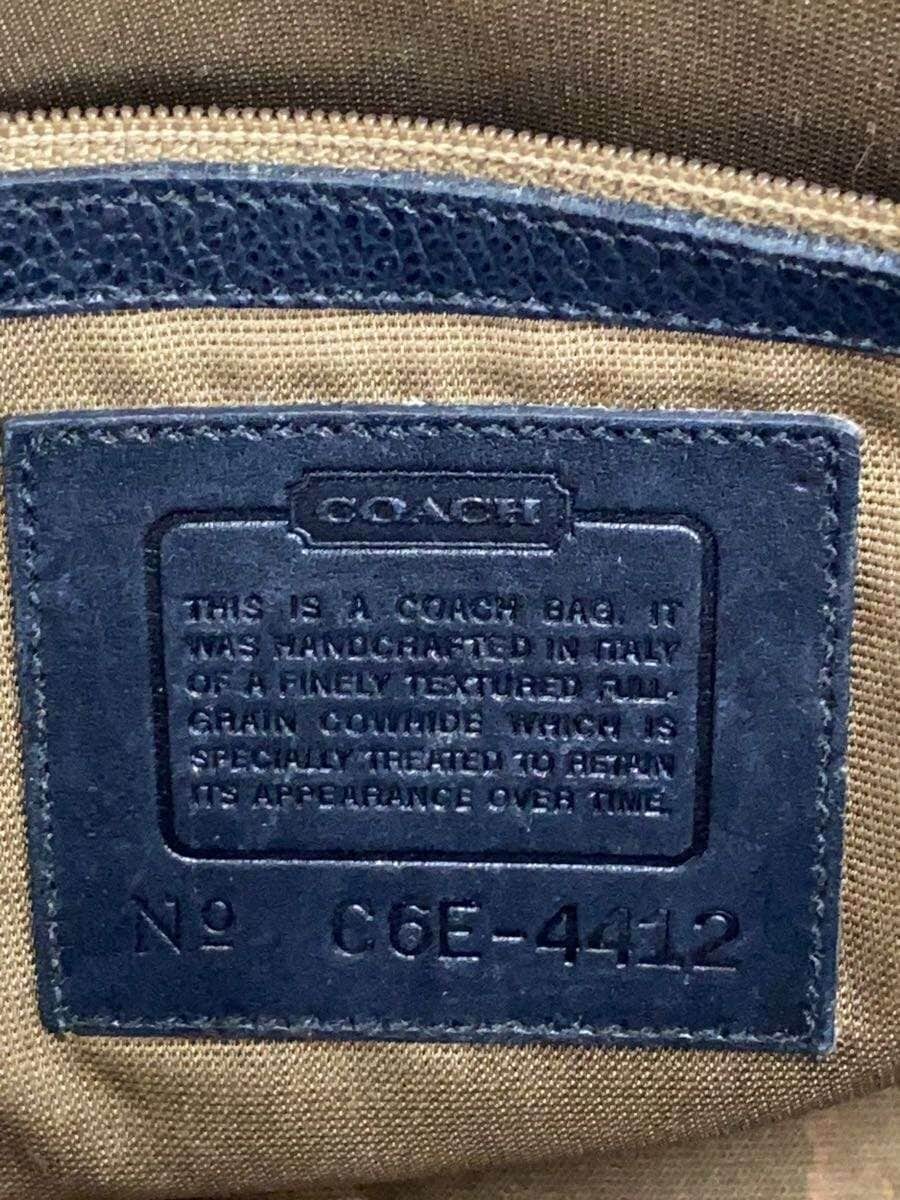 COACH
THIS IS A COACH BAG. IT
WAS HANDCRAFTED IN ITALY
OF A FINELY TEXTURED FULL-
GRAIN COWHIDE WHICH IS
SPECIALLY TREATED TO RETAIN
ITS APPEARANCE OVER TIME.
Nº C6E-4412